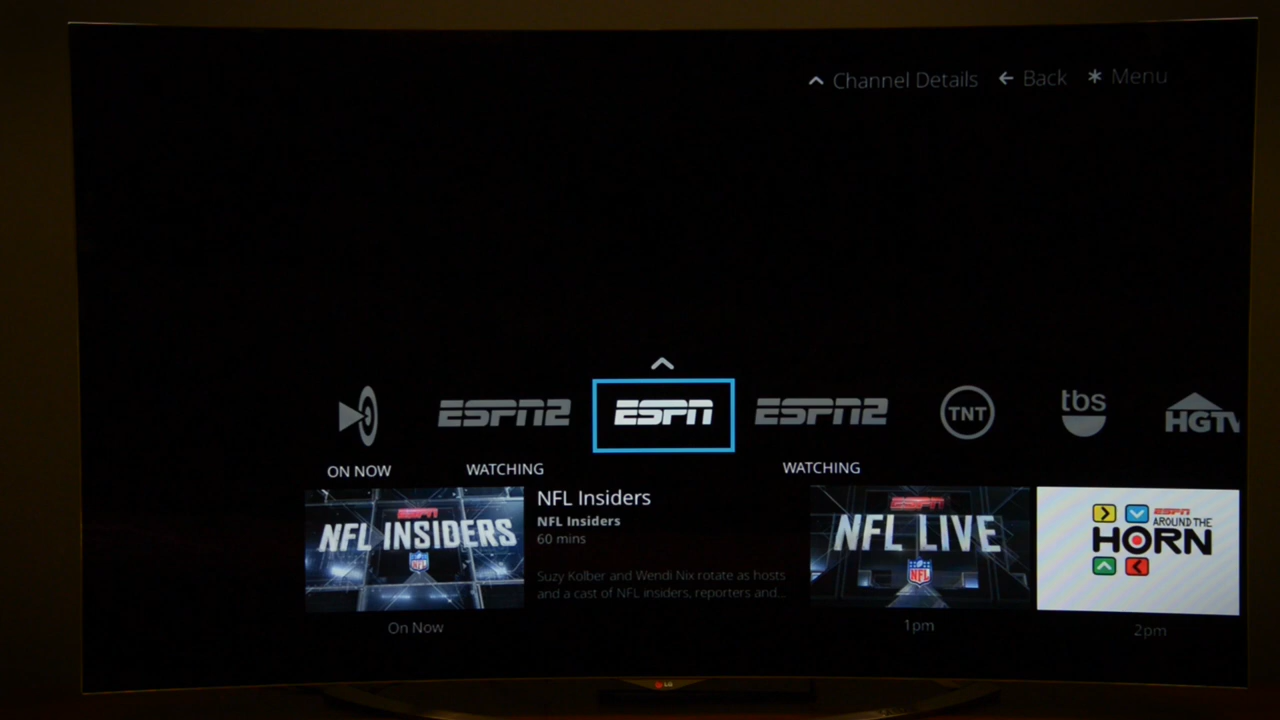 Channel Details Back * Menu
ESPN2 ESPN ESPN2 TNT tbs HGTV
ON NOW WATCHING WATCHING
ESPN
NFL INSIDERS
NFL
NFL Insiders
NFL Insiders
60 mins
Suzy Kolber and Wendi Nix rotate as hosts
and a cast of NFL insiders, reporters and...
On Now
ESPN
NFL LIVE
NFL
1pm
ESPN
AROUND THE
HORN
2pm
LG